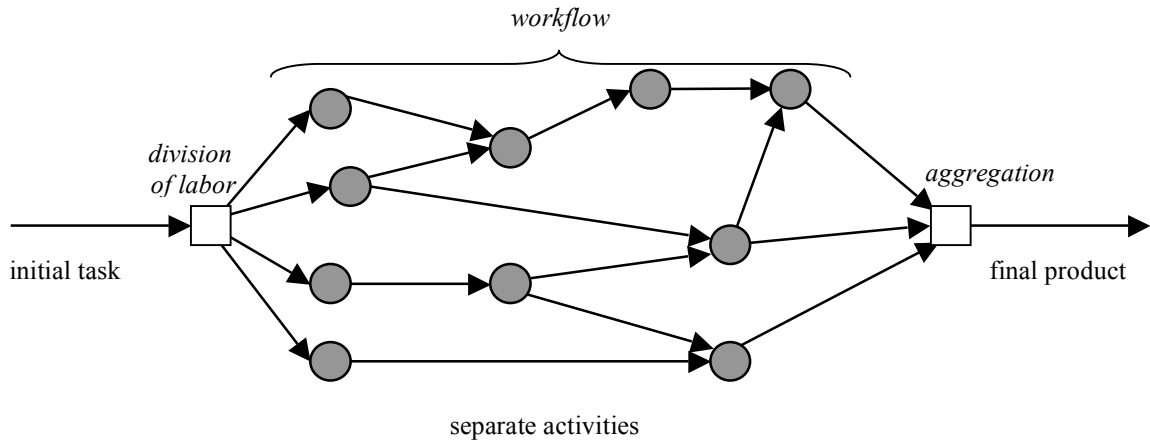 workflow
division
of labor
aggregation
initial task
final product
separate activities